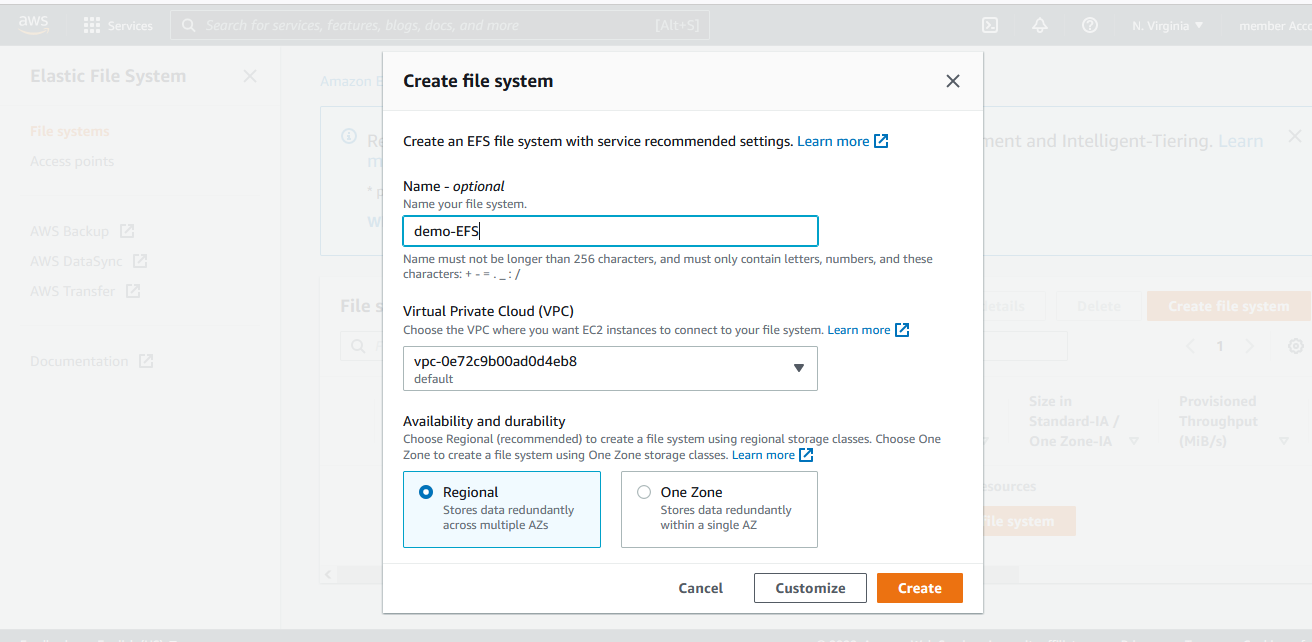 aws
Services
Search for services, features, blogs, docs, and more
[Alt+S]
N. Virginia
member Acco
Elastic File System
File systems
Access points
AWS Backup
AWS DataSync
AWS Transfer
Documentation
Amazon E
Create file system
Create an EFS file system with service recommended settings. Learn more
Name - optional
Name your file system.
demo-EFS
Name must not be longer than 256 characters, and must only contain letters, numbers, and these
characters: + - = . _ : /
Virtual Private Cloud (VPC)
Choose the VPC where you want EC2 instances to connect to your file system. Learn more
vpc-0e72c9b00ad0d4eb8
default
Availability and durability
Choose Regional (recommended) to create a file system using regional storage classes. Choose One
Zone to create a file system using One Zone storage classes. Learn more
Regional
Stores data redundantly
across multiple AZs
One Zone
Stores data redundantly
within a single AZ
Cancel
Customize
Create
ment and Intelligent-Tiering. Learn
File s
details
Delete
Create file system
1
Size in
Standard-IA /
One Zone-IA
Provisioned
Throughput
(MiB/s)
esources
file system